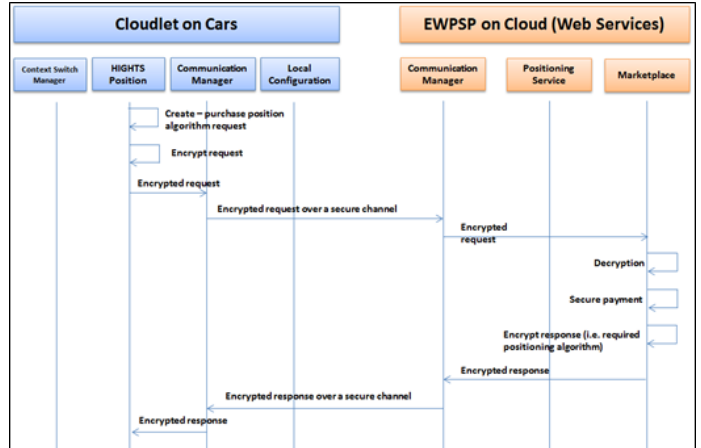 Cloudlet on Cars
EWPSP on Cloud (Web Services)
Context Switch
Manager
HIGHTS
Position
Communication
Manager
Local
Configuration
Communication
Manager
Positioning
Service
Marketplace
Create – purchase position
algorithm request
Encrypt request
Encrypted request
Encrypted request over a secure channel
Encrypted
request
Decryption
Secure payment
Encrypt response (i.e. required
positioning algorithm)
Encrypted response
Encrypted response over a secure channel
Encrypted response